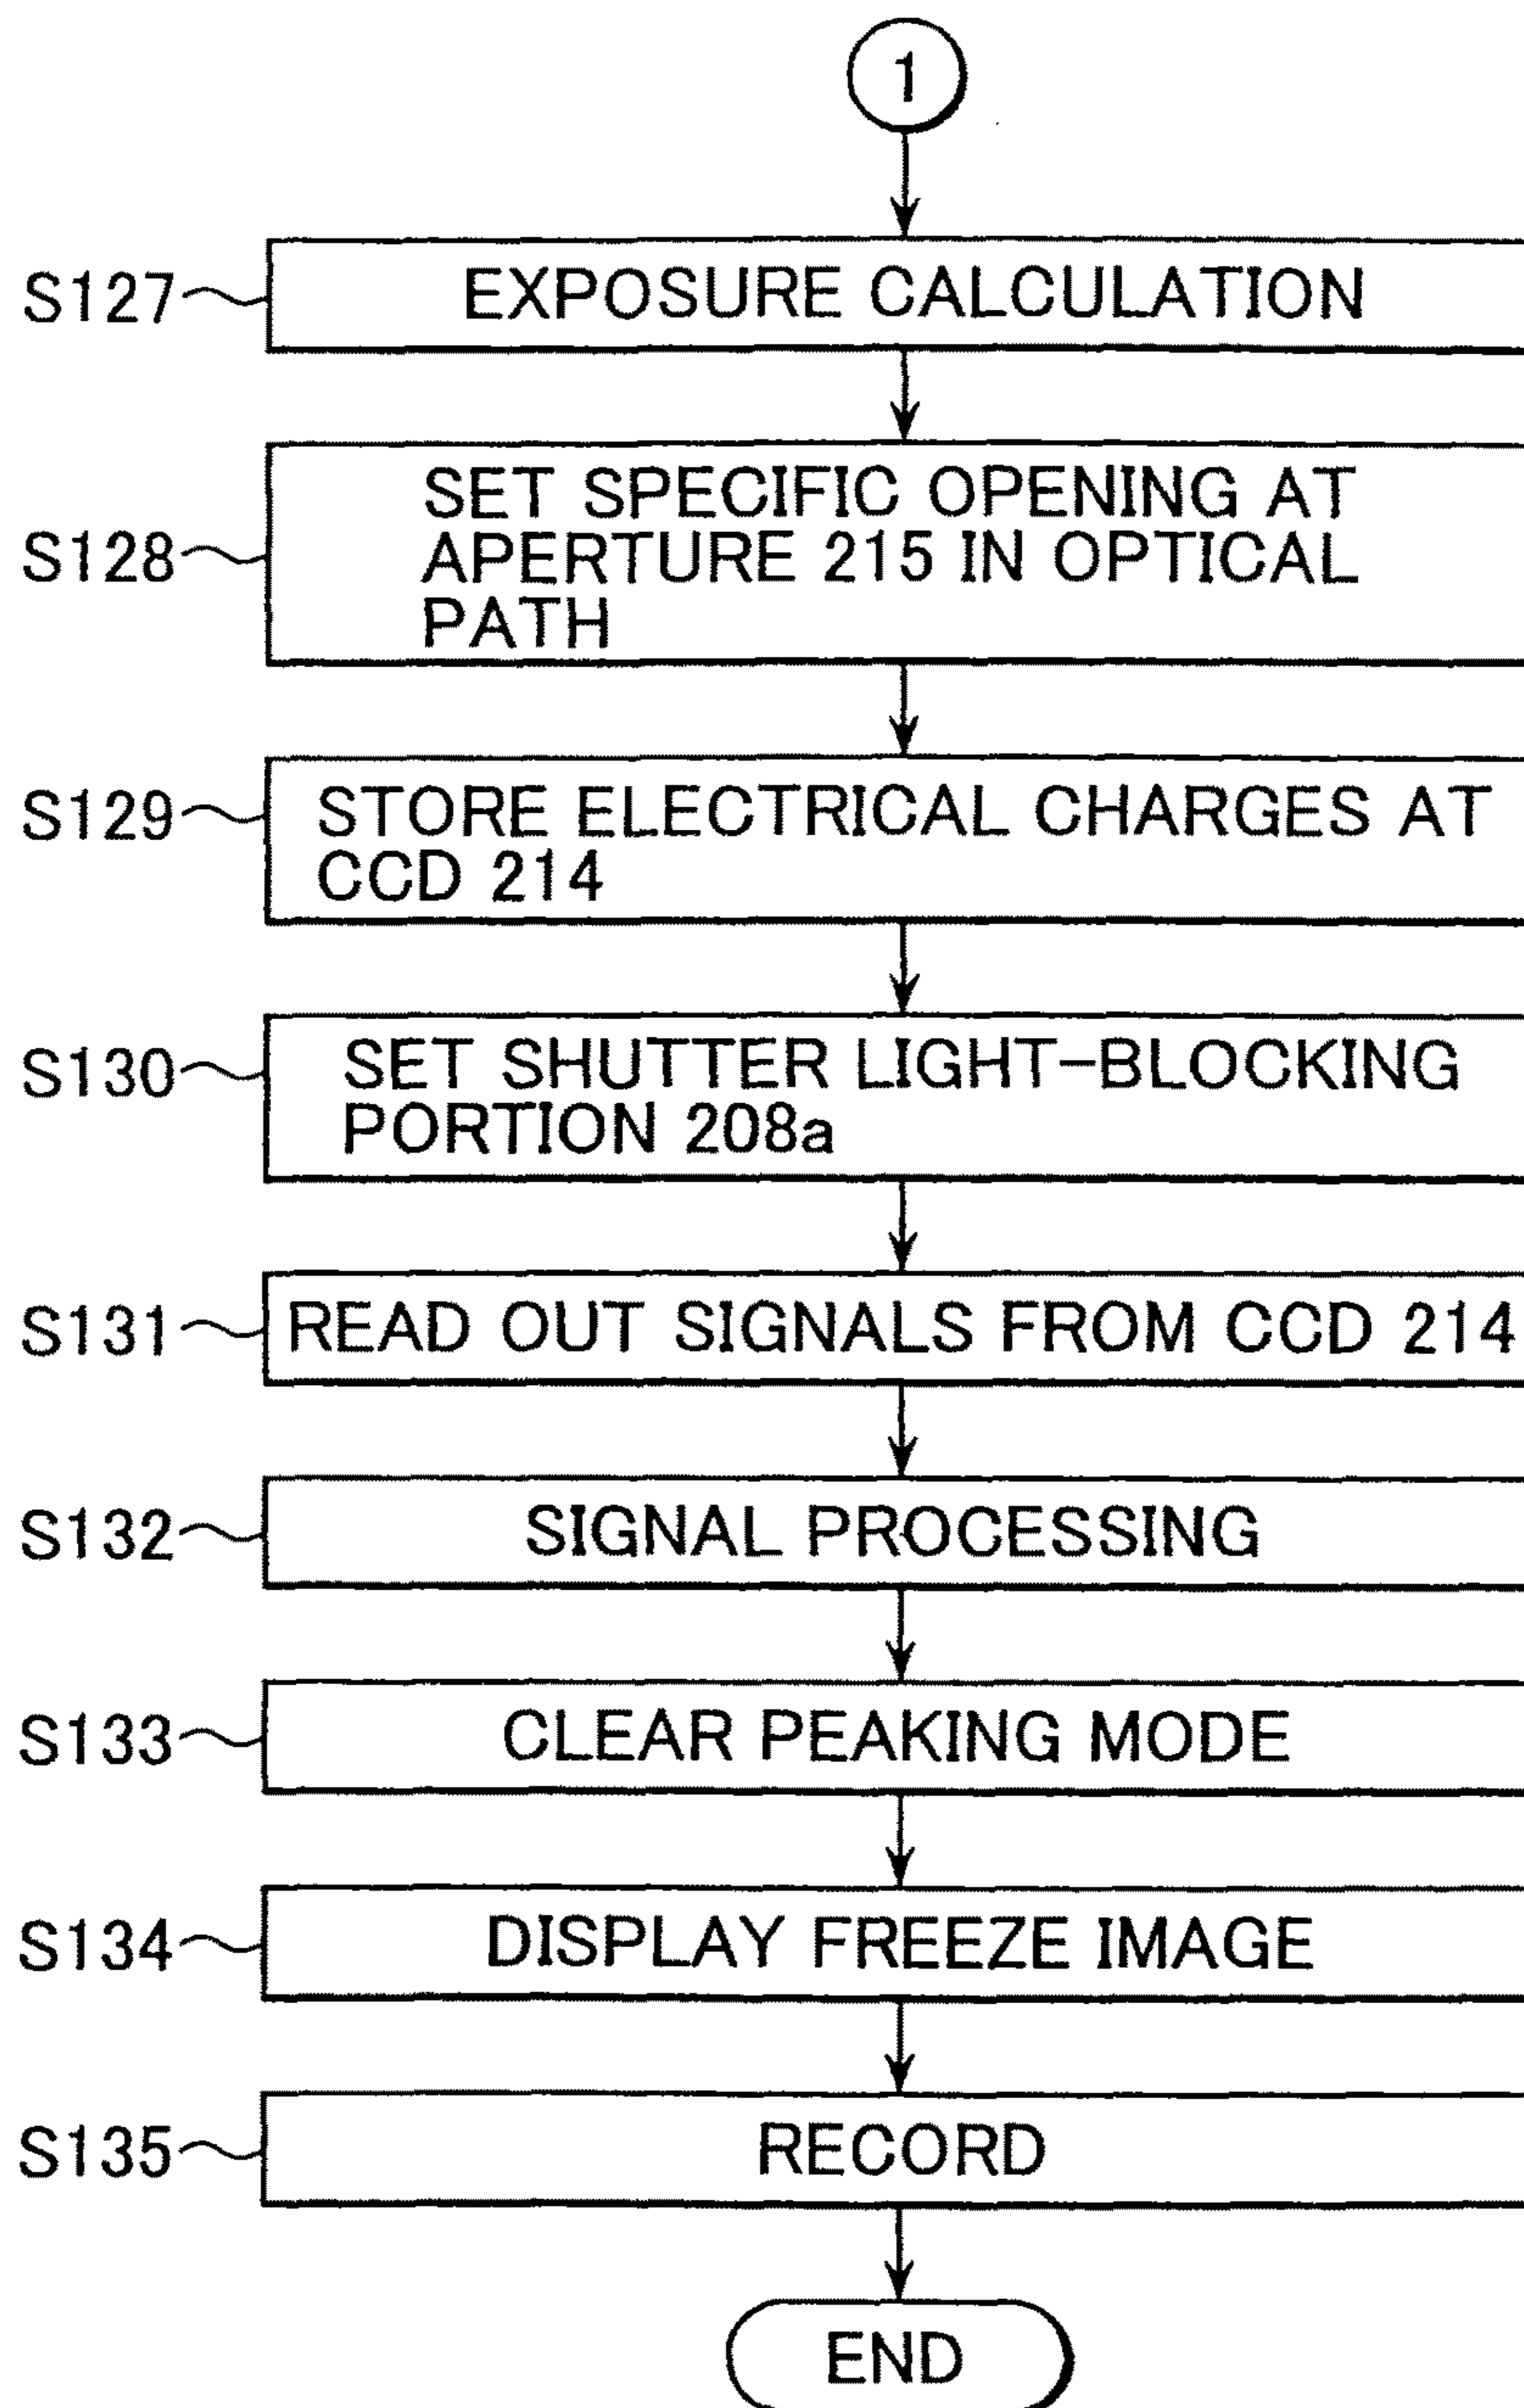 1
S127
EXPOSURE CALCULATION
S128
SET SPECIFIC OPENING AT
APERTURE 215 IN OPTICAL
PATH
S129
STORE ELECTRICAL CHARGES AT
CCD 214
S130
SET SHUTTER LIGHT-BLOCKING
PORTION 208a
S131
READ OUT SIGNALS FROM CCD 214
S132
SIGNAL PROCESSING
S133
CLEAR PEAKING MODE
S134
DISPLAY FREEZE IMAGE
S135
RECORD
END